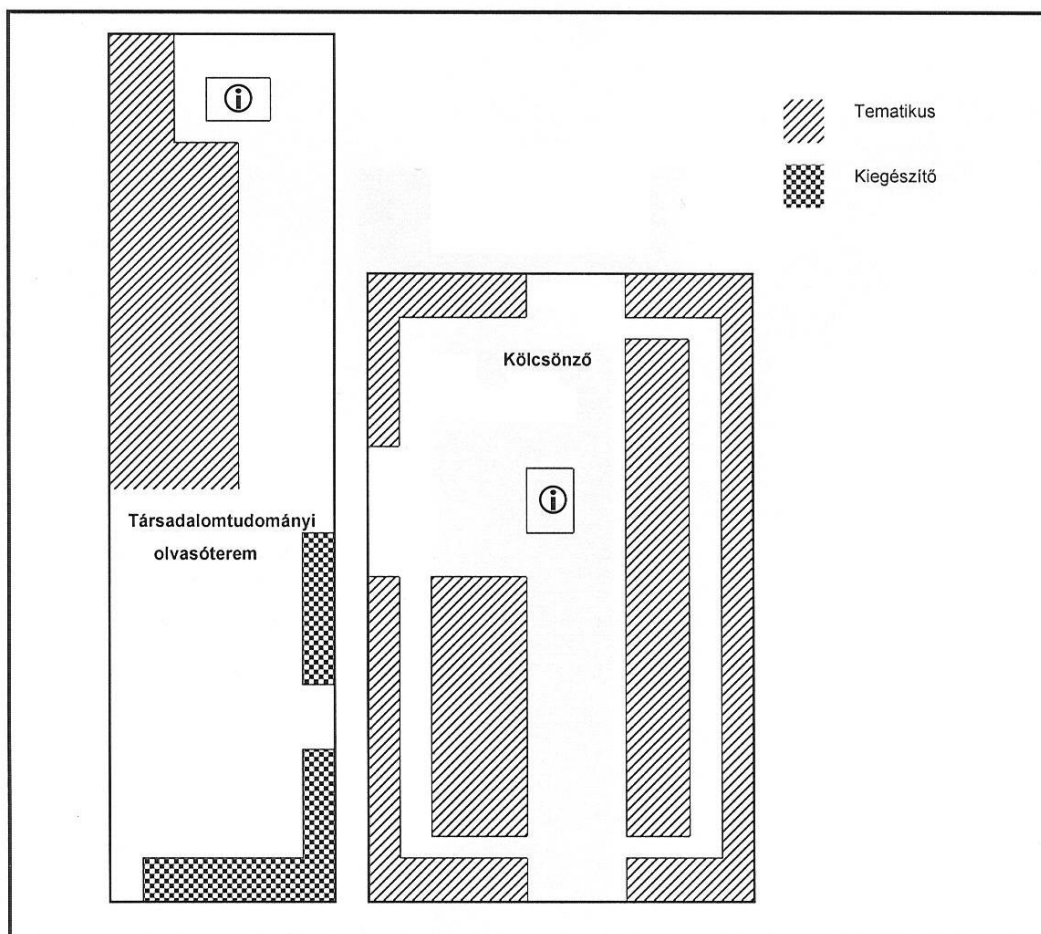 Tematikus
Kiegészítő
Kölcsönző
Társadalomtudományi
olvasóterem